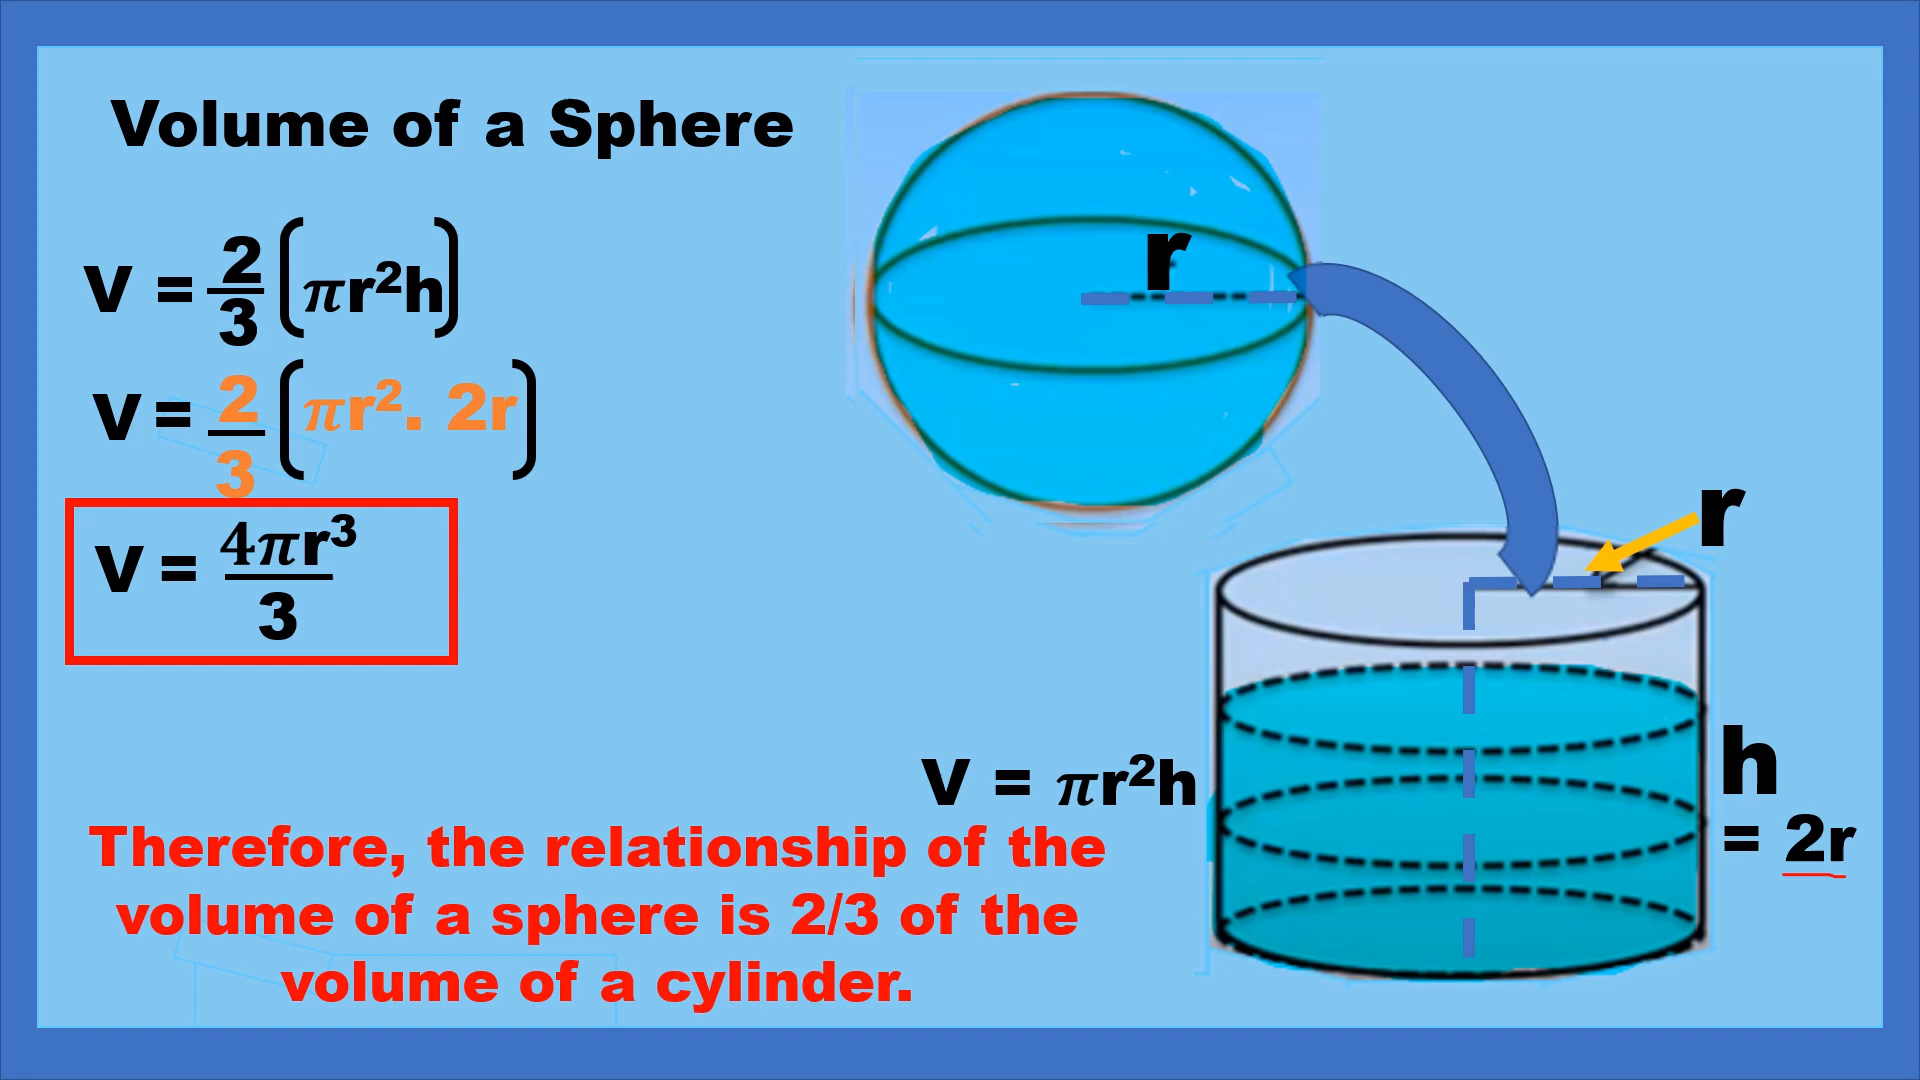 Volume of a Sphere
V = 2/3 (πr²h)
V = 2/3 (πr². 2r)
V = 4πr³/3
r
r
h
= 2r
V = πr²h
Therefore, the relationship of the
volume of a sphere is 2/3 of the
volume of a cylinder.